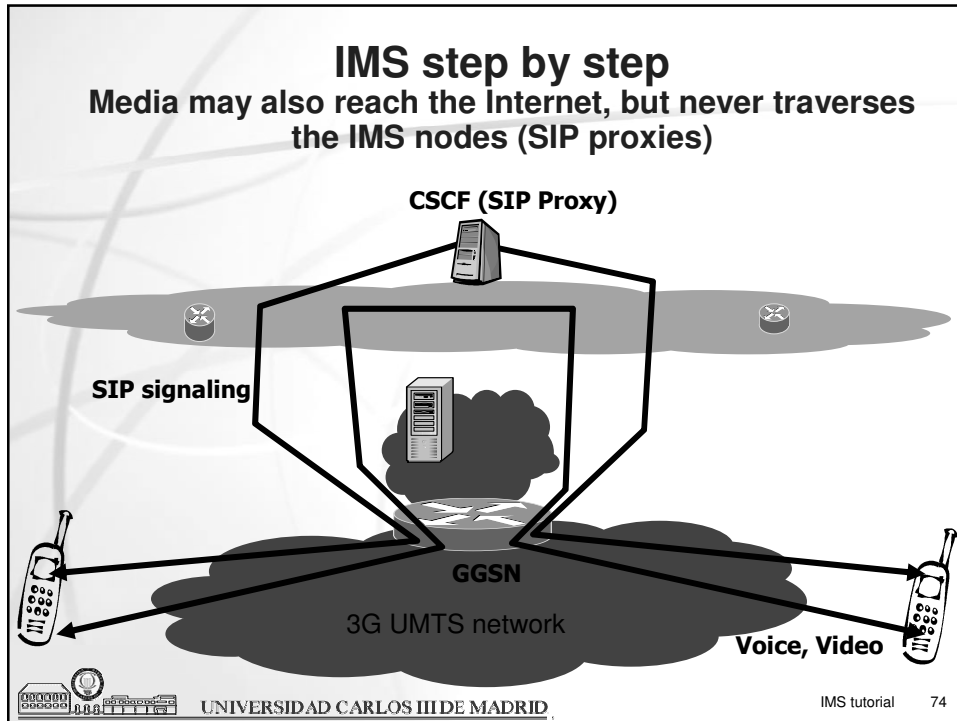 IMS step by step
Media may also reach the Internet, but never traverses
the IMS nodes (SIP proxies)
CSCF (SIP Proxy)
SIP signaling
GGSN
3G UMTS network
Voice, Video
UNIVERSIDAD CARLOS III DE MADRID
IMS tutorial 74